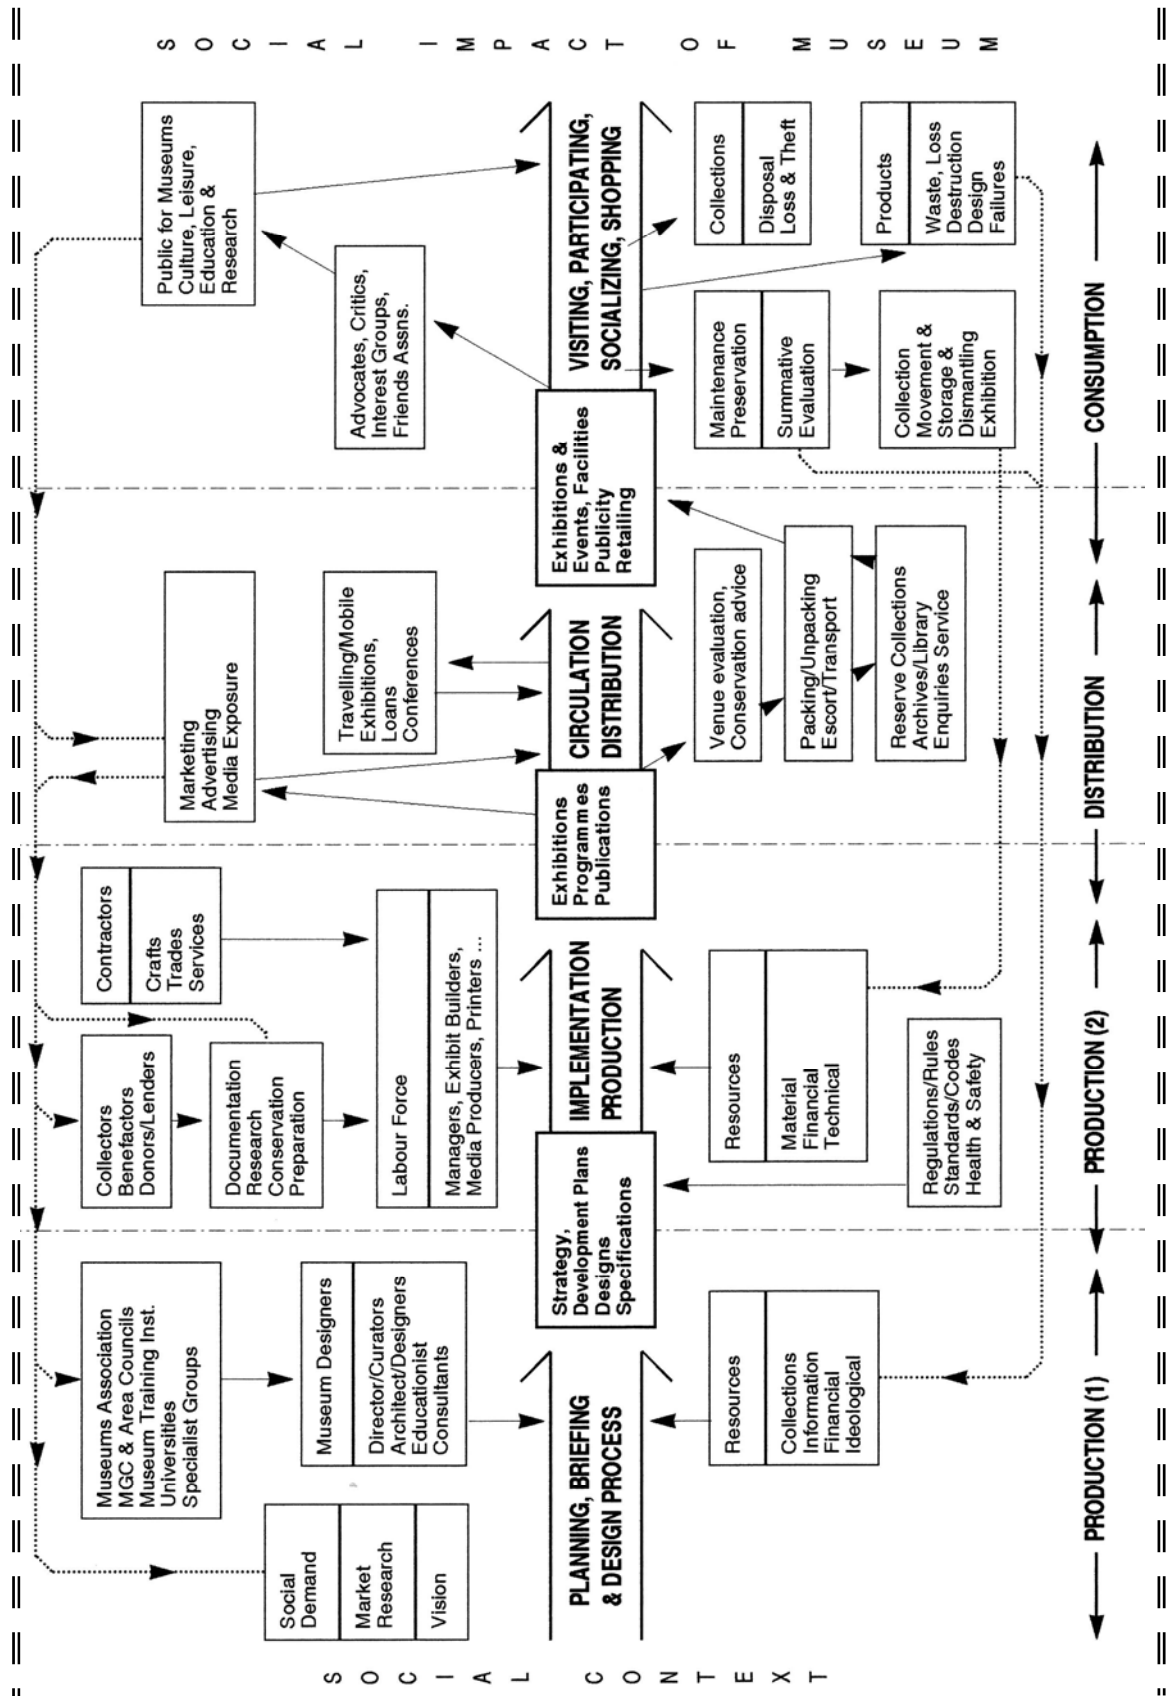 SOCIAL CONTEXT
Social
Demand
Market
Research
Vision
Museums Association
MGC & Area Councils
Museum Training Inst.
Universities
Specialist Groups
Museum Designers
Director/Curators
Architect/Designers
Educationist
Consultants
PLANNING, BRIEFING
& DESIGN PROCESS
Resources
Collections
Information
Financial
Ideological
PRODUCTION (1)
Strategy,
Development Plans
Designs
Specifications
Collectors
Benefactors
Donors/Lenders
Documentation
Research
Conservation
Preparation
Contractors
Crafts
Trades
Services
Labour Force
Managers, Exhibit Builders,
Media Producers, Printers ...
IMPLEMENTATION
PRODUCTION
Resources
Material
Financial
Technical
Regulations/Rules
Standards/Codes
Health & Safety
PRODUCTION (2)
Exhibitions
Programmes
Publications
Marketing
Advertising
Media Exposure
Travelling/Mobile
Exhibitions,
Loans
Conferences
CIRCULATION
DISTRIBUTION
Venue evaluation,
Conservation advice
Packing/Unpacking
Escort/Transport
Reserve Collections
Archives/Library
Enquiries Service
DISTRIBUTION
Exhibitions &
Events, Facilities
Publicity
Retailing
Public for Museums
Culture, Leisure,
Education &
Research
Advocates, Critics,
Interest Groups,
Friends Assns.
VISITING, PARTICIPATING,
SOCIALIZING, SHOPPING
Maintenance
Preservation
Summative
Evaluation
Collection
Movement &
Storage &
Dismantling
Exhibition
Collections
Disposal
Loss & Theft
Products
Waste, Loss
Destruction
Design
Failures
CONSUMPTION
SOCIAL IMPACT OF MUSEUM